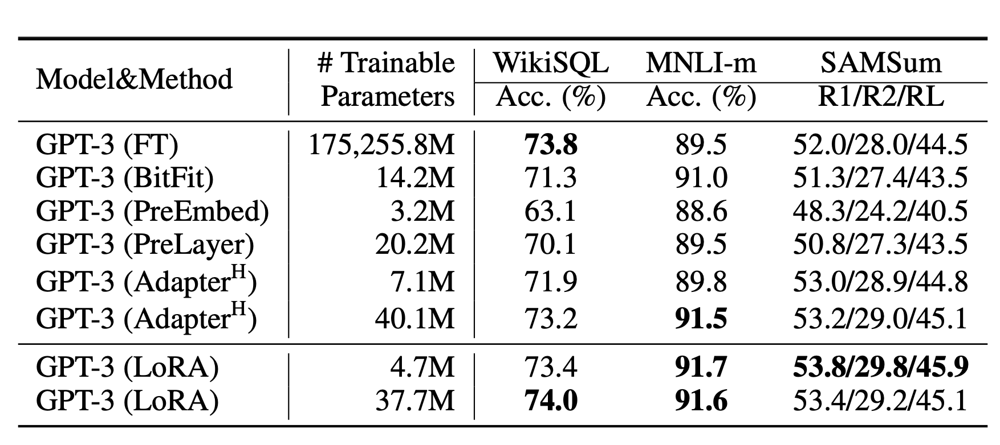 Model&Method # Trainable Parameters WikiSQL MNLI-m SAMSum
Acc. (%) Acc. (%) R1/R2/RL
GPT-3 (FT) 175,255.8M 73.8 89.5 52.0/28.0/44.5
GPT-3 (BitFit) 14.2M 71.3 91.0 51.3/27.4/43.5
GPT-3 (PreEmbed) 3.2M 63.1 88.6 48.3/24.2/40.5
GPT-3 (PreLayer) 20.2M 70.1 89.5 50.8/27.3/43.5
GPT-3 (Adapterᴴ) 7.1M 71.9 89.8 53.0/28.9/44.8
GPT-3 (Adapterᴴ) 40.1M 73.2 91.5 53.2/29.0/45.1
GPT-3 (LoRA) 4.7M 73.4 91.7 53.8/29.8/45.9
GPT-3 (LoRA) 37.7M 74.0 91.6 53.4/29.2/45.1